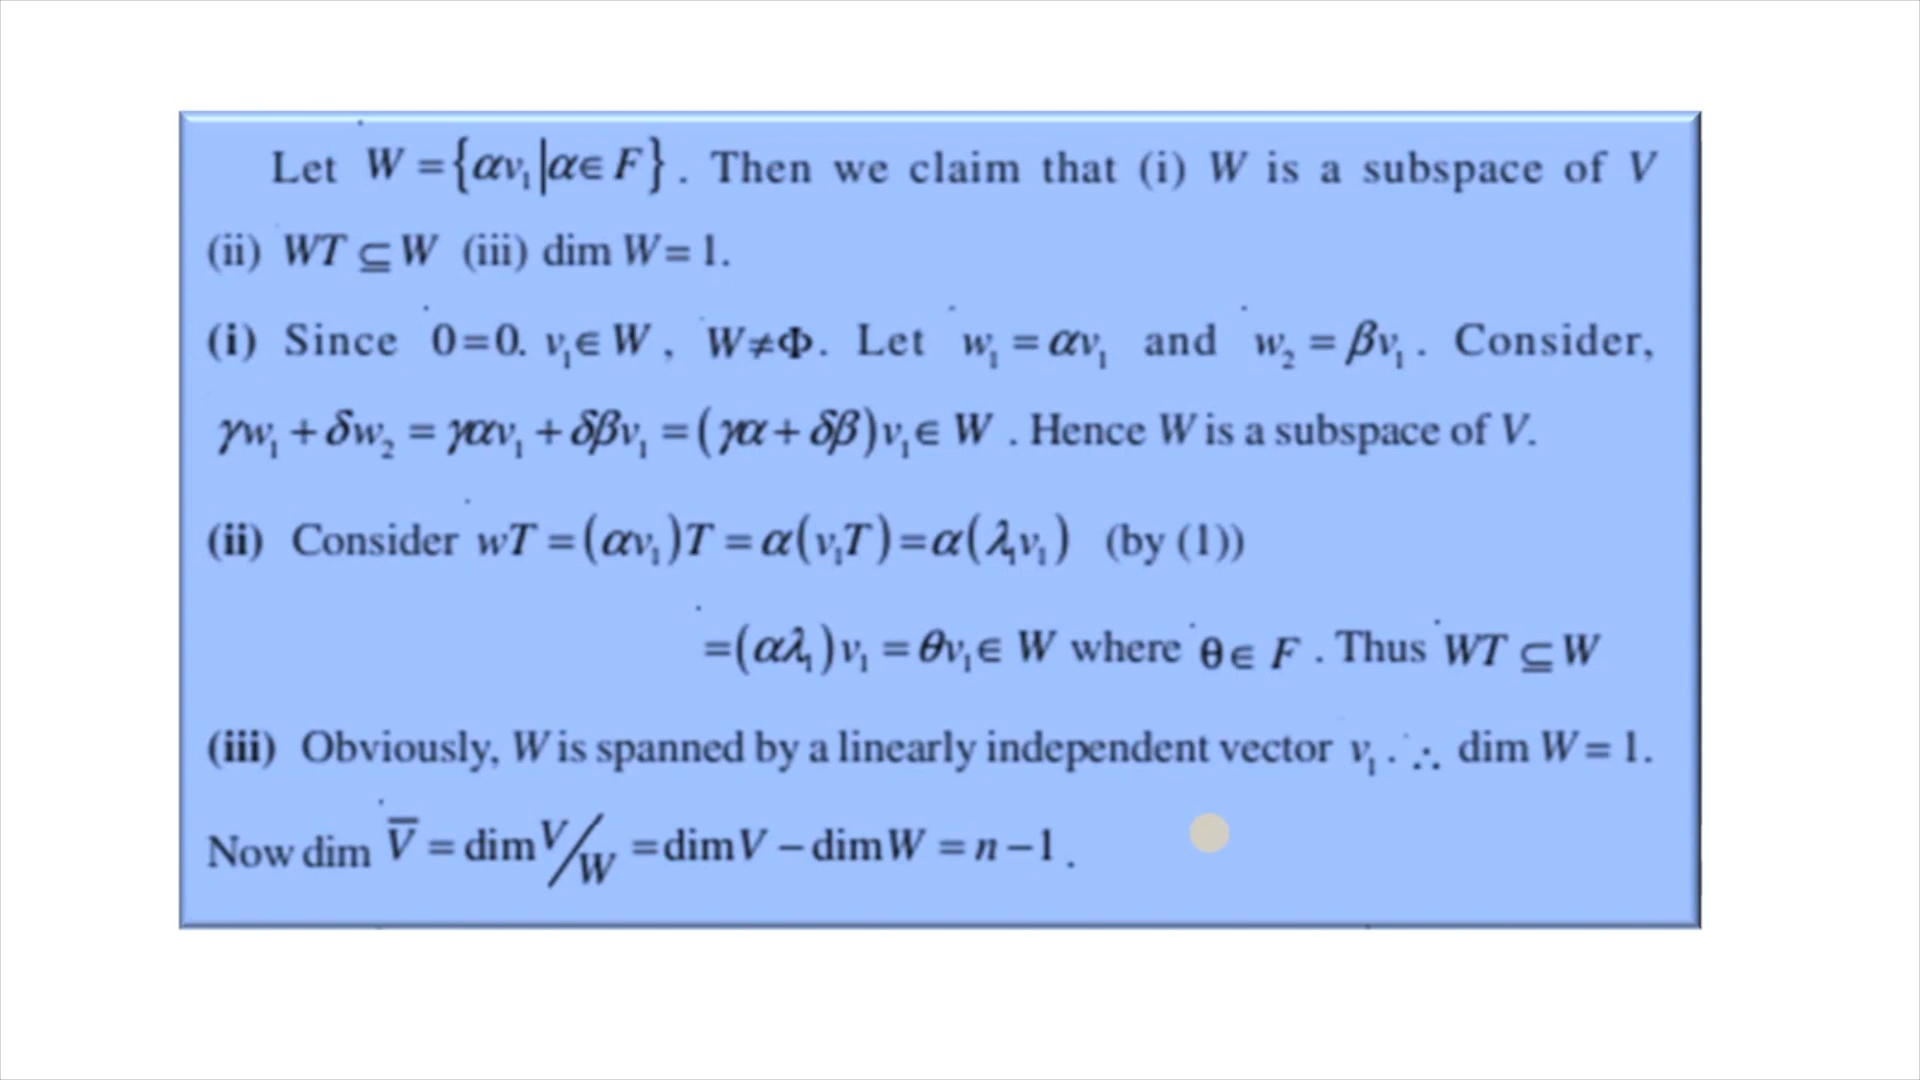 Let W = {αv₁|α∈ F}. Then we claim that (i) W is a subspace of V
(ii) WT ⊆ W (iii) dim W = 1.
(i) Since 0=0. v₁∈ W, W≠Φ. Let w₁ = αv₁ and w₂ = βv₁. Consider,
γw₁ + δw₂ = γαv₁ + δβv₁ = (γα + δβ)v₁∈ W. Hence W is a subspace of V.
(ii) Consider wT = (αv₁)T = α(v₁T) = α(λ₁v₁) (by (1))
=(αλ₁)v₁ = θv₁∈ W where θ∈ F. Thus WT ⊆ W
(iii) Obviously, W is spanned by a linearly independent vector v₁. ∴ dim W = 1.
Now dim V̅ = dim V/W = dim V − dim W = n − 1.